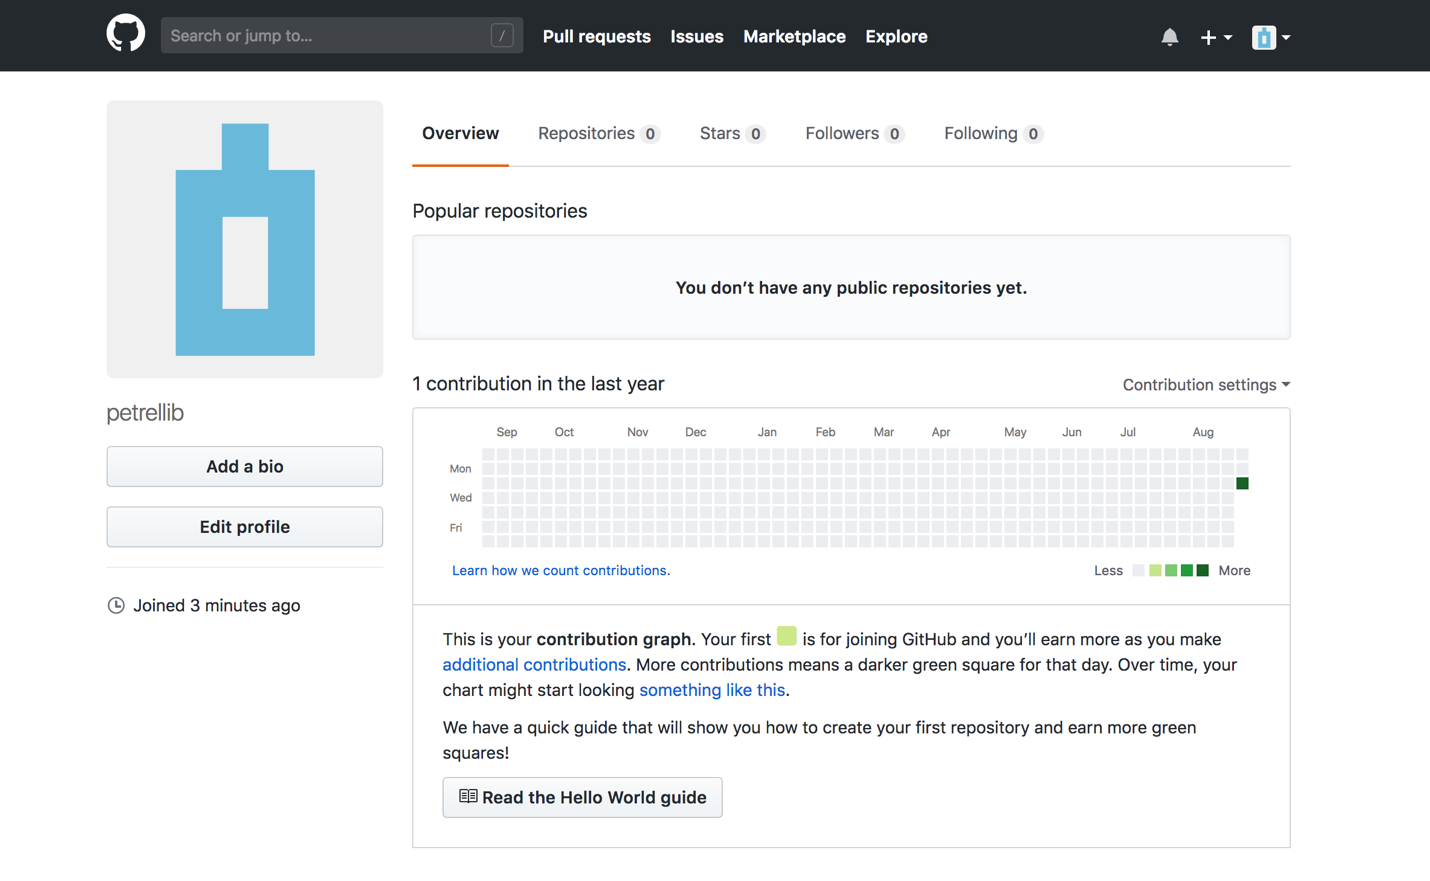 Search or jump to... /
Pull requests Issues Marketplace Explore
Overview Repositories 0 Stars 0 Followers 0 Following 0
petrellib
Add a bio
Edit profile
Joined 3 minutes ago
Popular repositories
You don’t have any public repositories yet.
1 contribution in the last year
Contribution settings
Sep Oct Nov Dec Jan Feb Mar Apr May Jun Jul Aug
Mon
Wed
Fri
Learn how we count contributions.
Less More
This is your contribution graph. Your first is for joining GitHub and you’ll earn more as you make
additional contributions. More contributions means a darker green square for that day. Over time, your
chart might start looking something like this.
We have a quick guide that will show you how to create your first repository and earn more green
squares!
Read the Hello World guide